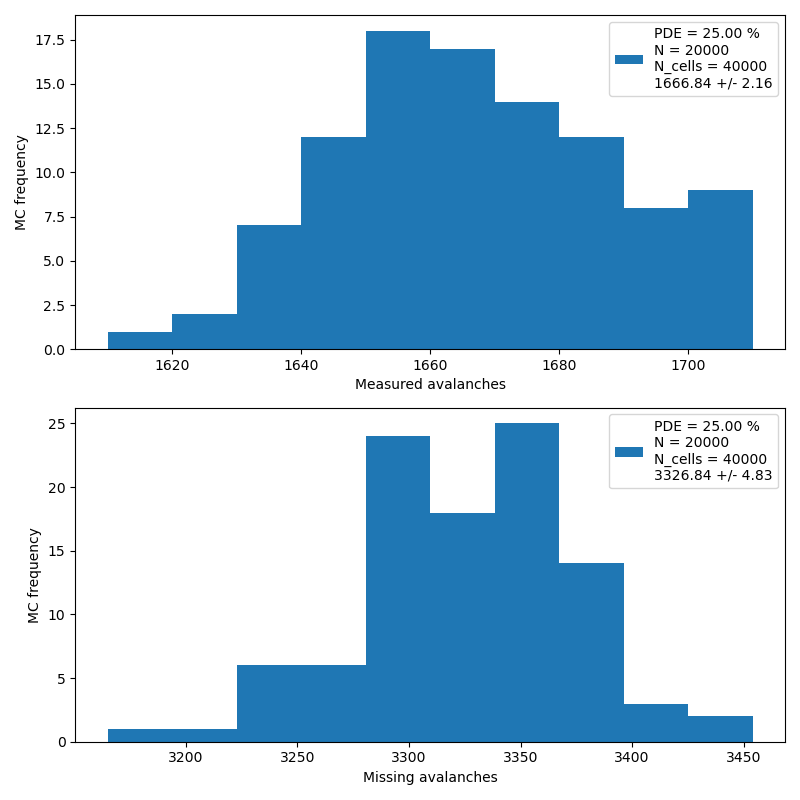 17.5
15.0
12.5
10.0
7.5
5.0
2.5
0.0
MC frequency
PDE = 25.00 %
N = 20000
N_cells = 40000
1666.84 +/- 2.16
1620 1640 1660 1680 1700
Measured avalanches
25
20
15
10
5
0
MC frequency
PDE = 25.00 %
N = 20000
N_cells = 40000
3326.84 +/- 4.83
3200 3250 3300 3350 3400 3450
Missing avalanches